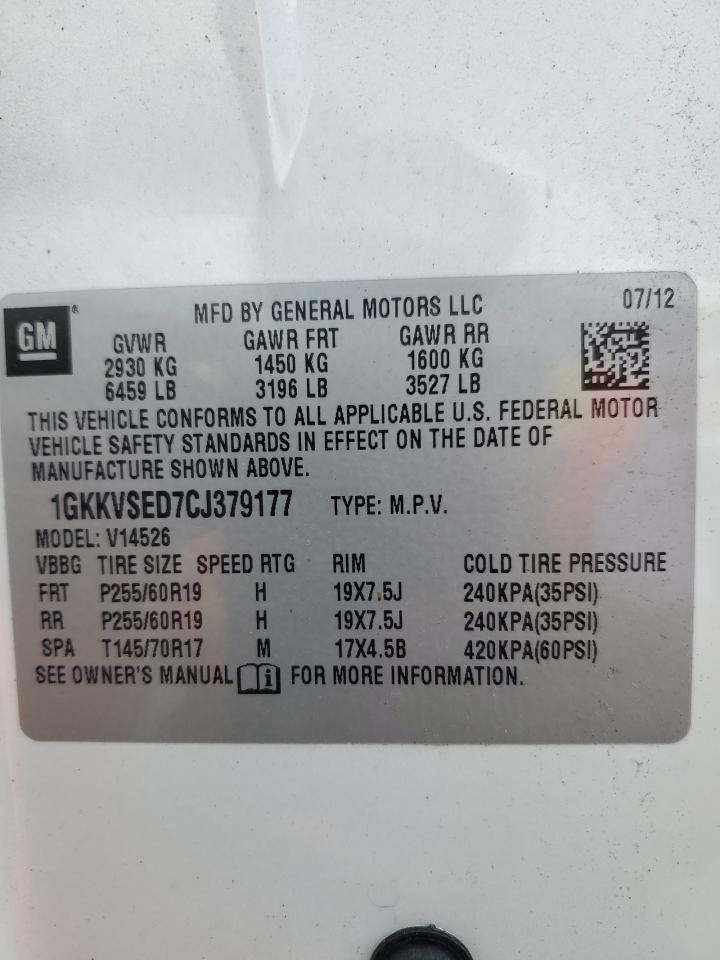 GM ®
MFD BY GENERAL MOTORS LLC 07/12
GVWR GAWR FRT GAWR RR
2930 KG 1450 KG 1600 KG
6459 LB 3196 LB 3527 LB
THIS VEHICLE CONFORMS TO ALL APPLICABLE U.S. FEDERAL MOTOR
VEHICLE SAFETY STANDARDS IN EFFECT ON THE DATE OF
MANUFACTURE SHOWN ABOVE.
1GKKVSED7CJ379177 TYPE: M.P.V.
MODEL: V14526
VBBG TIRE SIZE SPEED RTG RIM COLD TIRE PRESSURE
FRT P255/60R19 H 19X7.5J 240KPA(35PSI)
RR P255/60R19 H 19X7.5J 240KPA(35PSI)
SPA T145/70R17 M 17X4.5B 420KPA(60PSI)
SEE OWNER'S MANUAL i FOR MORE INFORMATION.